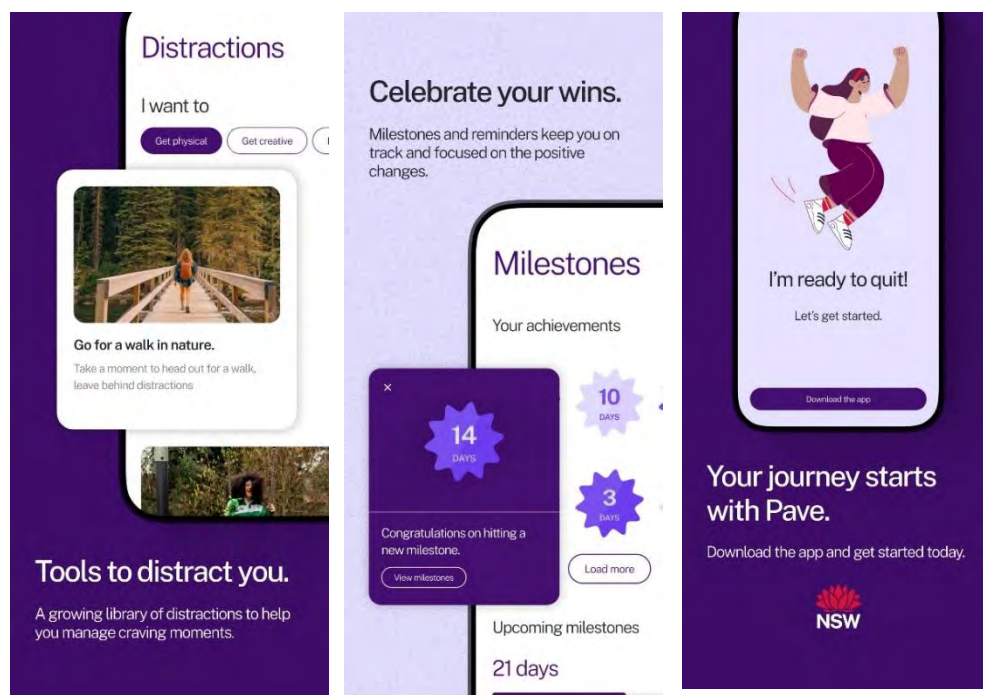 Distractions
I want to
Get physical
Get creative
Go for a walk in nature.
Take a moment to head out for a walk,
leave behind distractions
Tools to distract you.
A growing library of distractions to help
you manage craving moments.
Celebrate your wins.
Milestones and reminders keep you on
track and focused on the positive
changes.
Milestones
Your achievements
10
DAYS
14
DAYS
3
DAYS
Congratulations on hitting a
new milestone.
View milestones
Load more
Upcoming milestones
21 days
I'm ready to quit!
Let's get started.
Download the app
Your journey starts
with Pave.
Download the app and get started today.
NSW